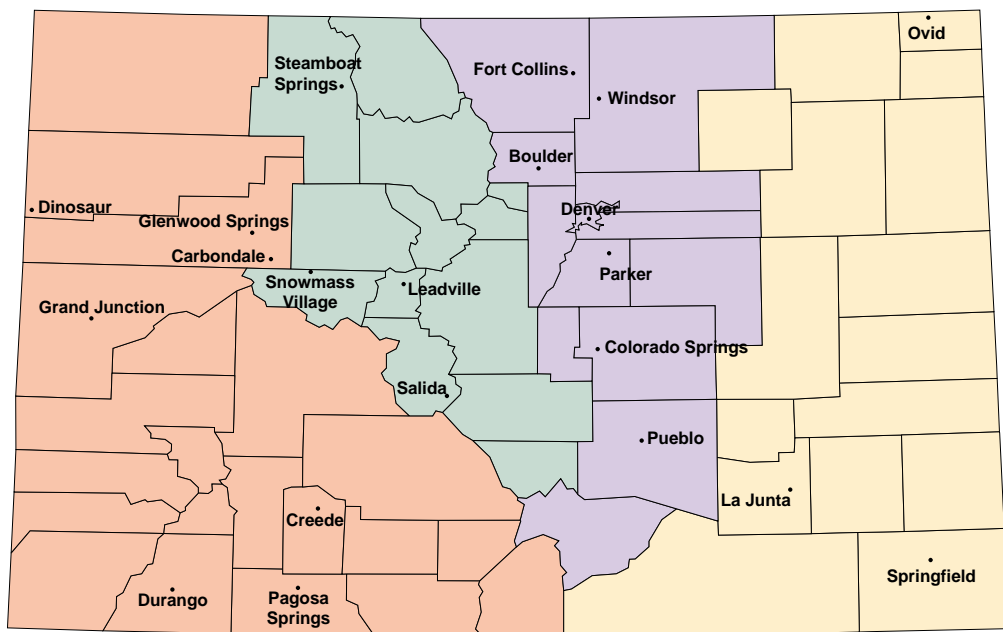 Ovid
Steamboat
Springs
Fort Collins
Windsor
Boulder
Dinosaur
Denver
Glenwood Springs
Carbondale
Parker
Snowmass
Village
Leadville
Grand Junction
Colorado Springs
Salida
Pueblo
La Junta
Creede
Springfield
Durango
Pagosa
Springs